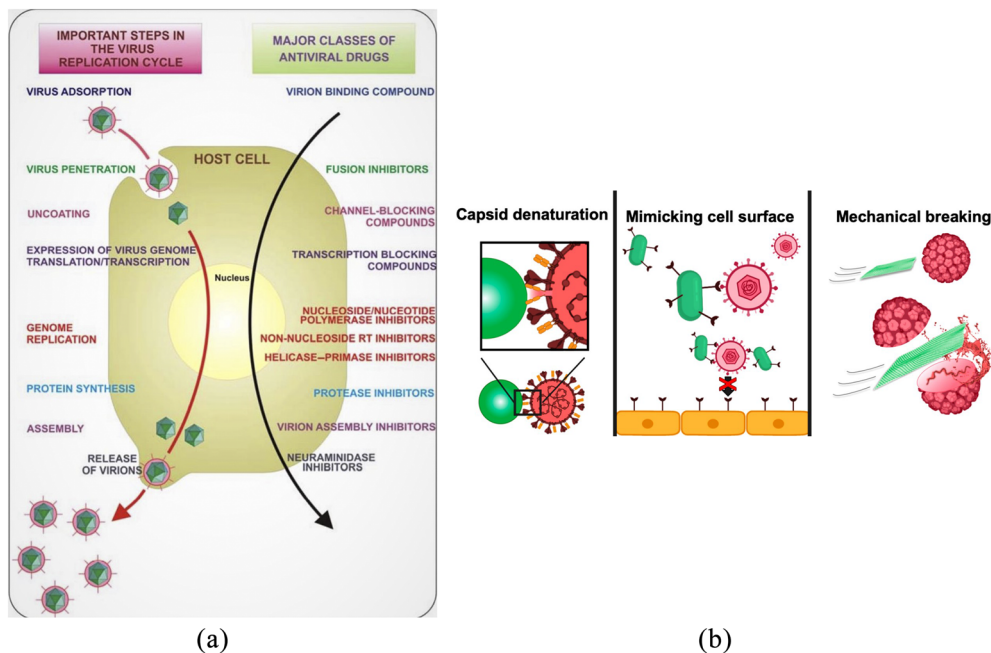 IMPORTANT STEPS IN
THE VIRUS
REPLICATION CYCLE
MAJOR CLASSES OF
ANTIVIRAL DRUGS
VIRUS ADSORPTION
VIRION BINDING COMPOUND
HOST CELL
VIRUS PENETRATION
FUSION INHIBITORS
UNCOATING
CHANNEL-BLOCKING
COMPOUNDS
EXPRESSION OF VIRUS GENOME
TRANSLATION/TRANSCRIPTION
TRANSCRIPTION BLOCKING
COMPOUNDS
Nucleus
GENOME
REPLICATION
NUCLEOSIDE/NUCEOTIDE
POLYMERASE INHIBITORS
NON-NUCLEOSIDE RT INHIBITORS
HELICASE–PRIMASE INHIBITORS
PROTEIN SYNTHESIS
PROTEASE INHIBITORS
ASSEMBLY
VIRION ASSEMBLY INHIBITORS
RELEASE
OF VIRIONS
NEURAMINIDASE
INHIBITORS
(a)
Capsid denaturation
Mimicking cell surface
Mechanical breaking
(b)